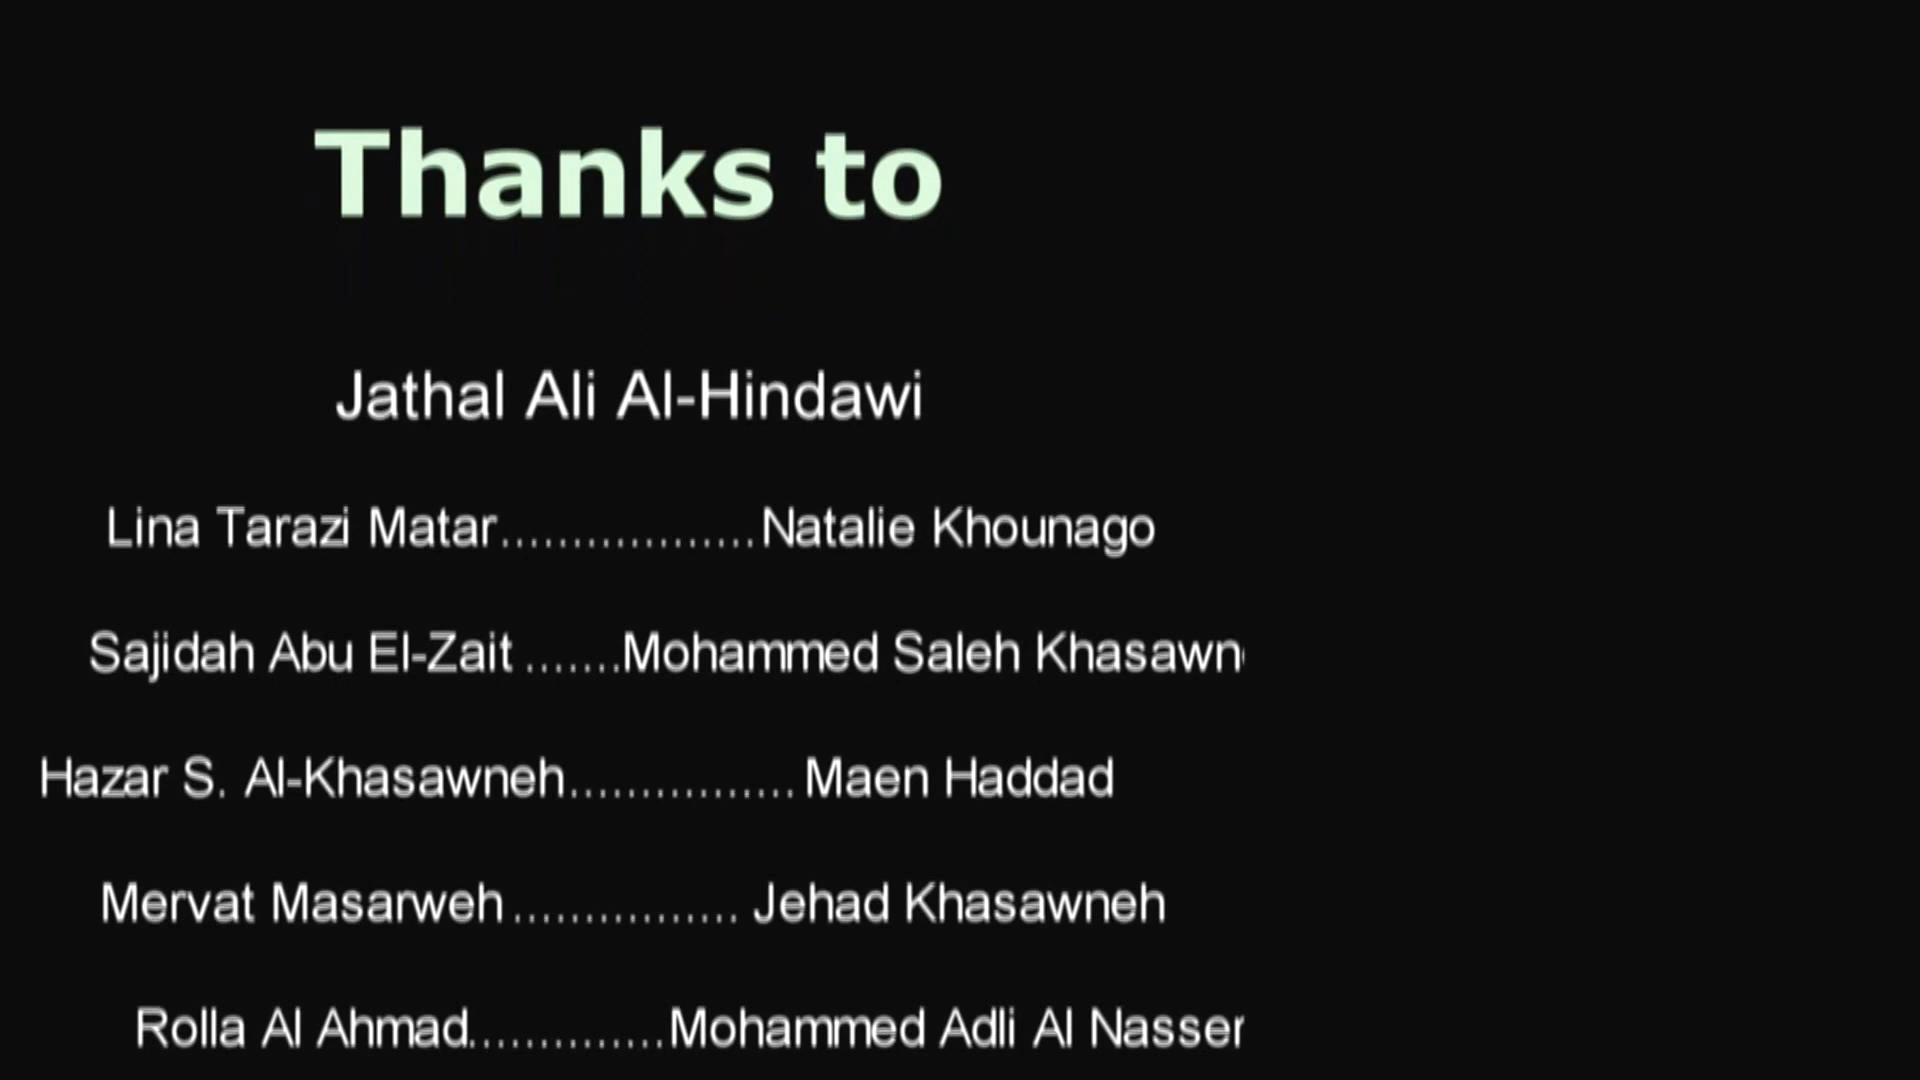 Thanks to
Jathal Ali Al-Hindawi
Lina Tarazi Matar..................Natalie Khounago
Sajidah Abu El-Zait .......Mohammed Saleh
Hazar S. Al-Khasawneh................ Maen Haddad
Mervat Masarweh ................ Jehad Khasawneh
Rolla Al Ahmad..............Mohammed Adli Al Nasser